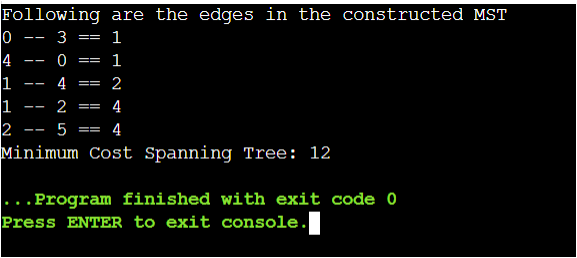 Following are the edges in the constructed MST
0 -- 3 == 1
4 -- 0 == 1
1 -- 4 == 2
1 -- 2 == 4
2 -- 5 == 4
Minimum Cost Spanning Tree: 12
...Program finished with exit code 0
Press ENTER to exit console.